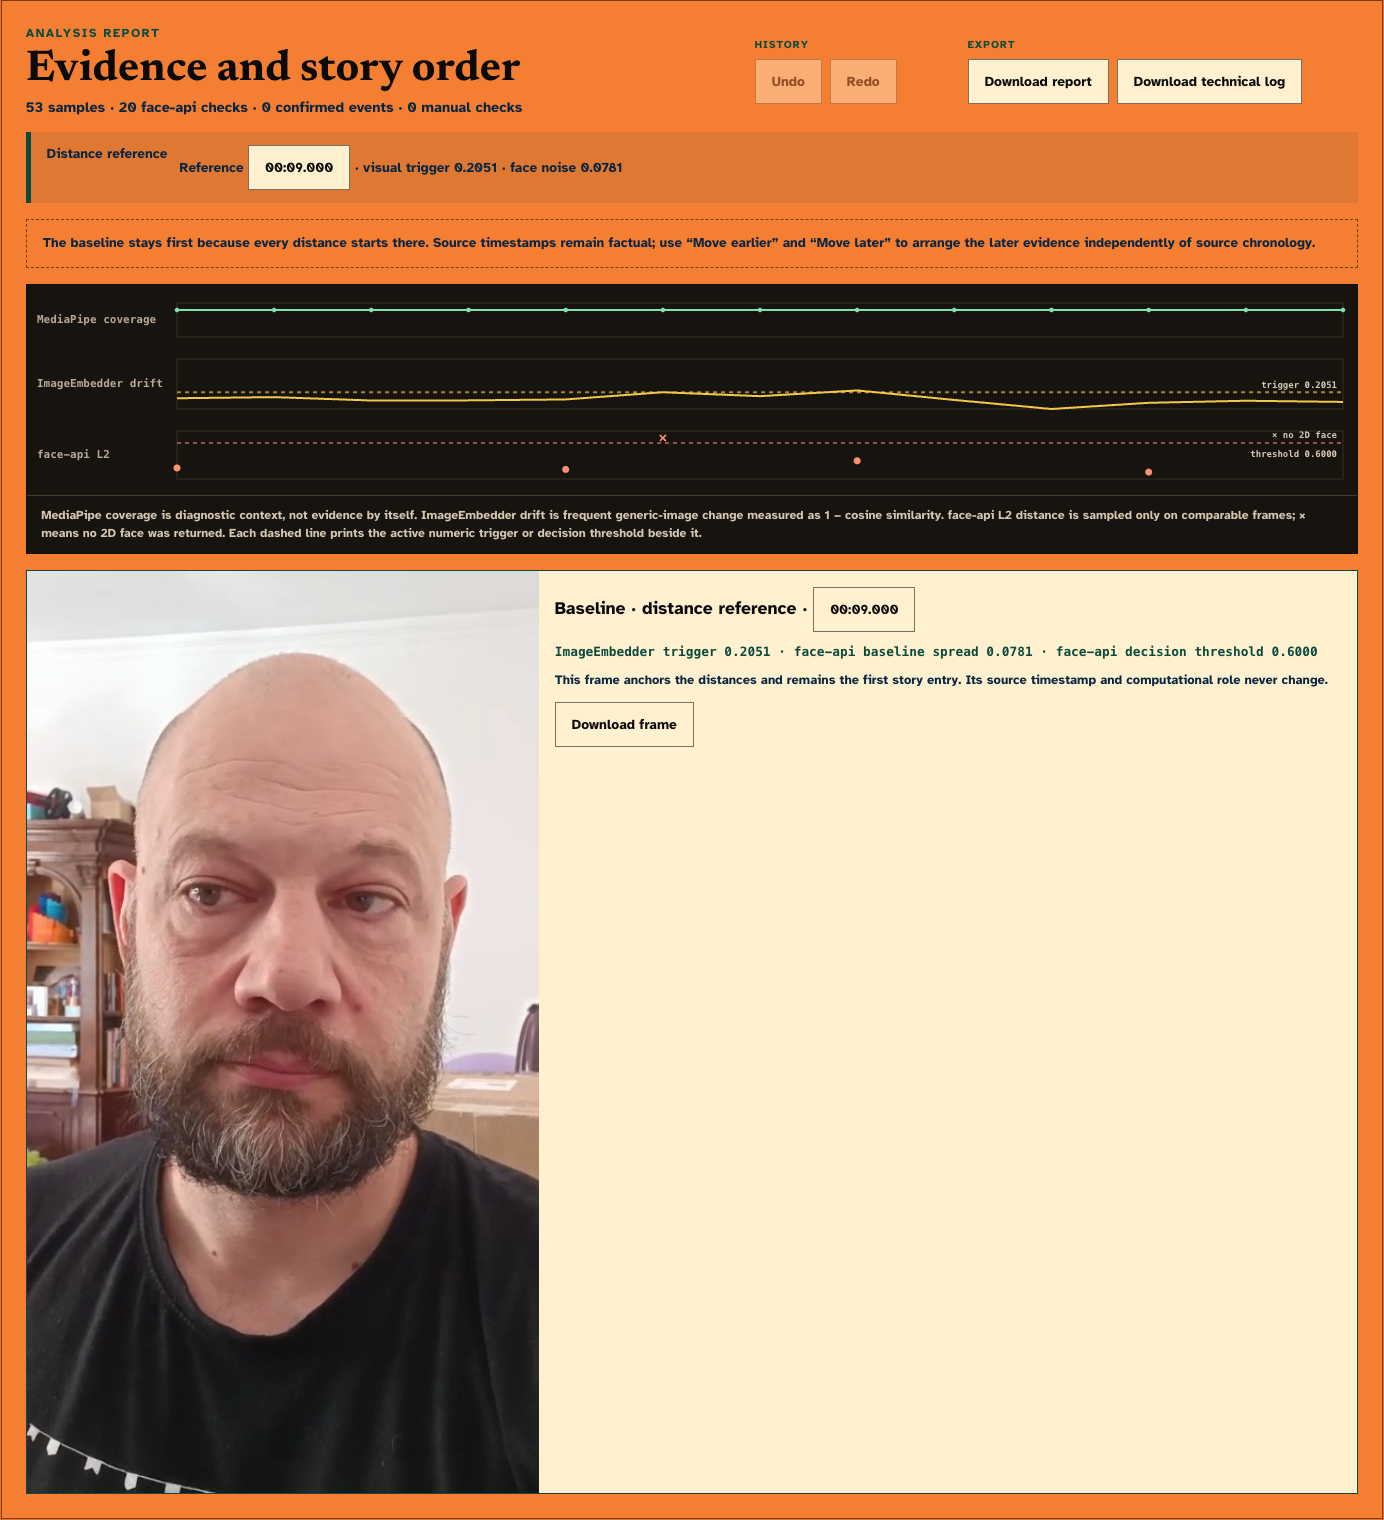 ANALYSIS REPORT
Evidence and story order
53 samples · 20 face-api checks · 0 confirmed events · 0 manual checks
HISTORY
Undo
Redo
EXPORT
Download report
Download technical log
Distance reference
Reference 00:09.000 · visual trigger 0.2051 · face noise 0.0781
The baseline stays first because every distance starts there. Source timestamps remain factual; use “Move earlier” and “Move later” to arrange the later evidence independently of source chronology.
MediaPipe coverage
ImageEmbedder drift
trigger 0.2051
face-api L2
× no 2D face
threshold 0.6000
MediaPipe coverage is diagnostic context, not evidence by itself. ImageEmbedder drift is frequent generic-image change measured as 1 − cosine similarity. face-api L2 distance is sampled only on comparable frames; ×
means no 2D face was returned. Each dashed line prints the active numeric trigger or decision threshold beside it.
Baseline · distance reference · 00:09.000
ImageEmbedder trigger 0.2051 · face-api baseline spread 0.0781 · face-api decision threshold 0.6000
This frame anchors the distances and remains the first story entry. Its source timestamp and computational role never change.
Download frame